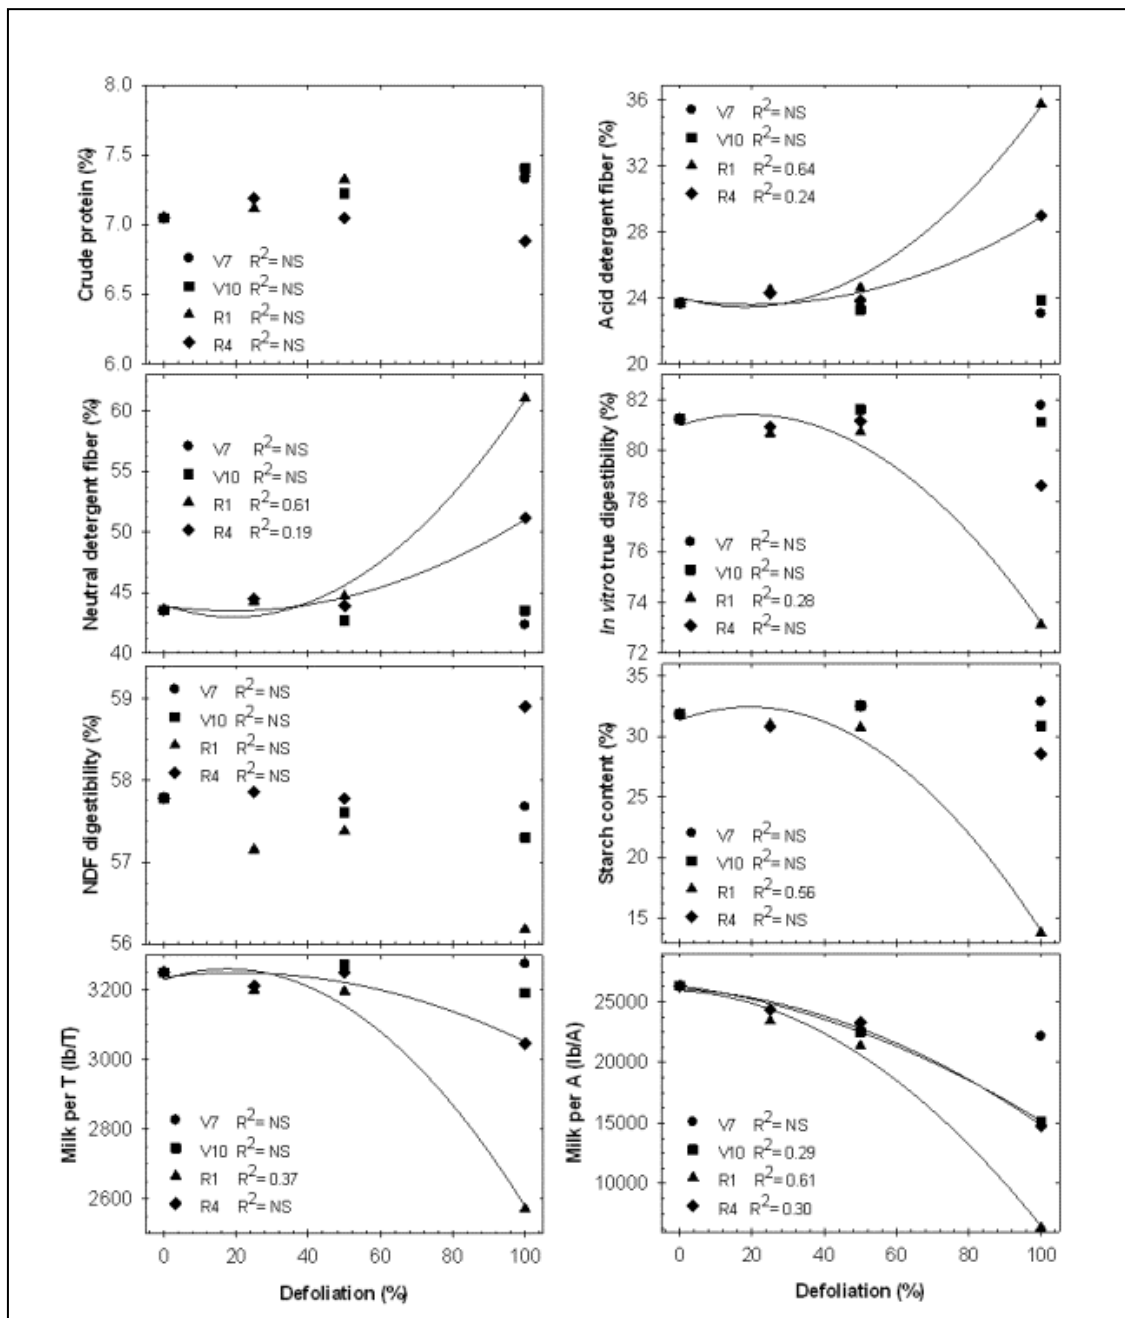 8.0
7.5
7.0
6.5
6.0
Crude protein (%)
V7 R²= NS
V10 R²= NS
R1 R²= NS
R4 R²= NS
36
32
28
24
20
Acid detergent fiber (%)
V7 R²= NS
V10 R²= NS
R1 R²= 0.64
R4 R²= 0.24
60
55
50
45
40
Neutral detergent fiber (%)
V7 R²= NS
V10 R²= NS
R1 R²= 0.61
R4 R²= 0.19
82
80
78
76
74
72
In vitro true digestibility (%)
V7 R²= NS
V10 R²= NS
R1 R²= 0.28
R4 R²= NS
59
58
57
56
NDF digestibility (%)
V7 R²= NS
V10 R²= NS
R1 R²= NS
R4 R²= NS
35
30
25
20
15
Starch content (%)
V7 R²= NS
V10 R²= NS
R1 R²= 0.56
R4 R²= NS
3200
3000
2800
2600
Milk per T (lb/T)
V7 R²= NS
V10 R²= NS
R1 R²= 0.37
R4 R²= NS
0 20 40 60 80 100
Defoliation (%)
25000
20000
15000
10000
Milk per A (lb/A)
V7 R²= NS
V10 R²= 0.29
R1 R²= 0.61
R4 R²= 0.30
0 20 40 60 80 100
Defoliation (%)